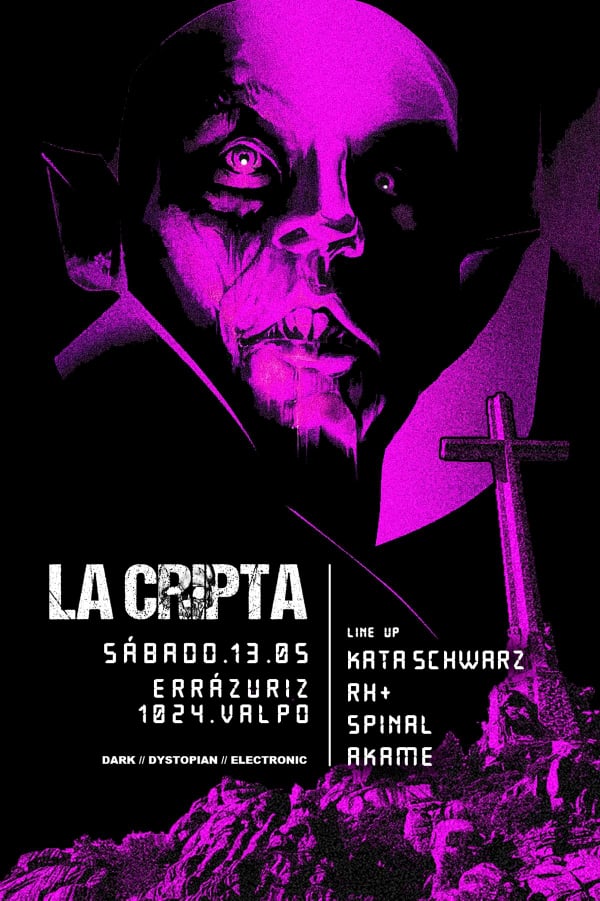 LA CRIPTA
SÁBADO.13.05
ERRÁZURIZ
1024.VALPO
DARK // DYSTOPIAN // ELECTRONIC
LINE UP
KATA SCHWARZ
RH+
SPINAL
AKAME